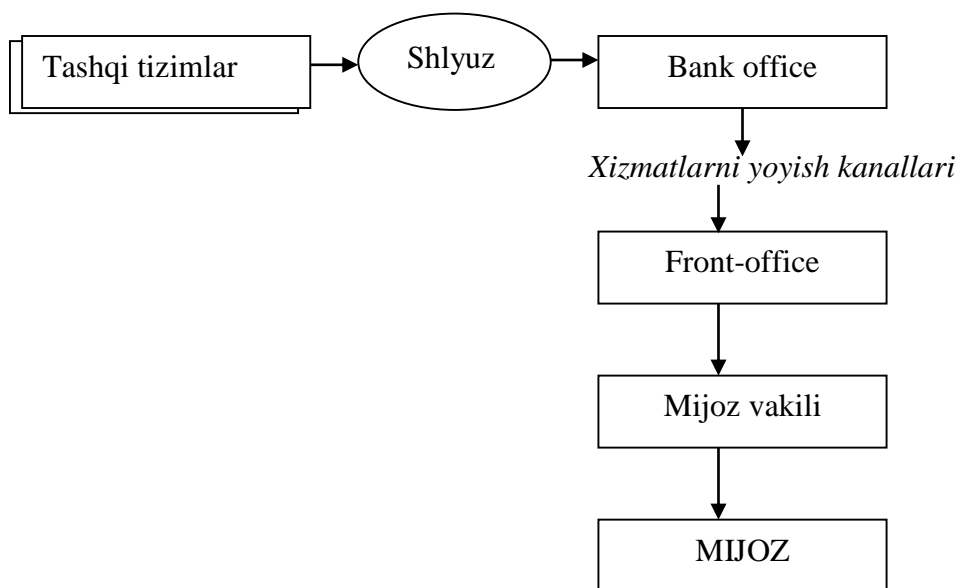 Tashqi tizimlar
Shlyuz
Bank office
Xizmatlarni yoyish kanallari
Front-office
Mijoz vakili
MIJOZ